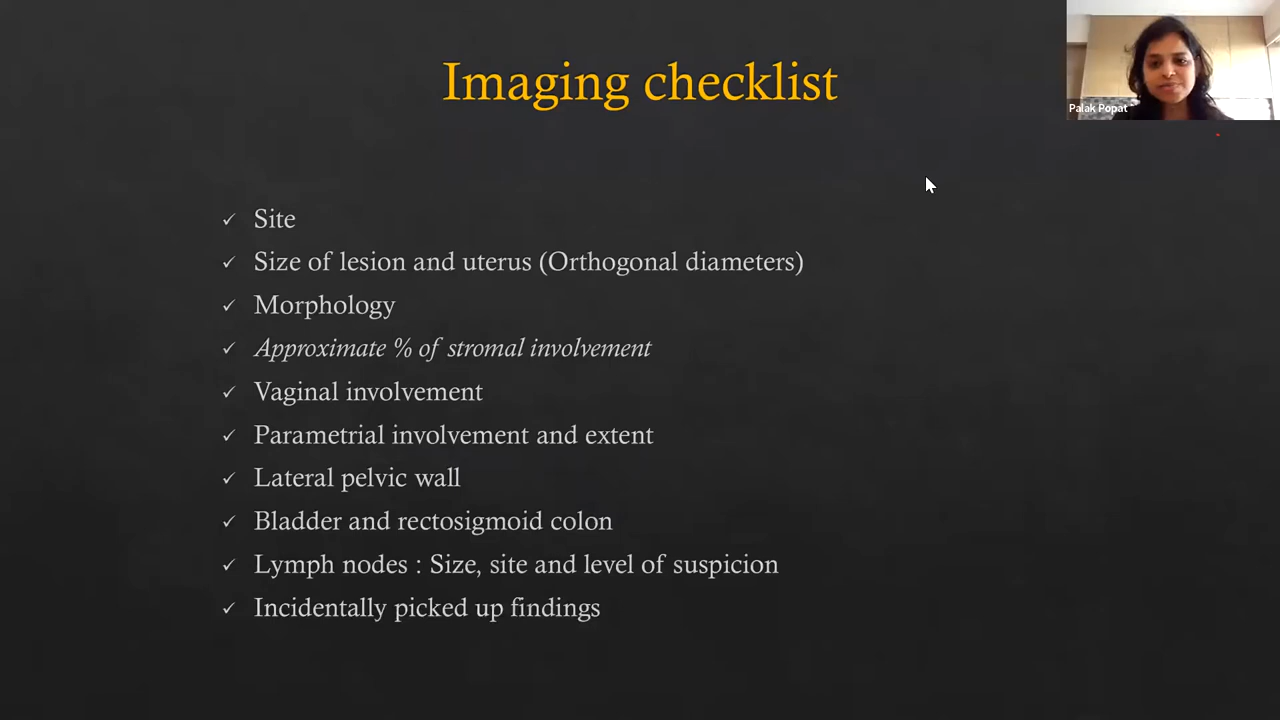 Imaging checklist
Palak Popat
✓ Site
✓ Size of lesion and uterus (Orthogonal diameters)
✓ Morphology
✓ Approximate % of stromal involvement
✓ Vaginal involvement
✓ Parametrial involvement and extent
✓ Lateral pelvic wall
✓ Bladder and rectosigmoid colon
✓ Lymph nodes : Size, site and level of suspicion
✓ Incidentally picked up findings